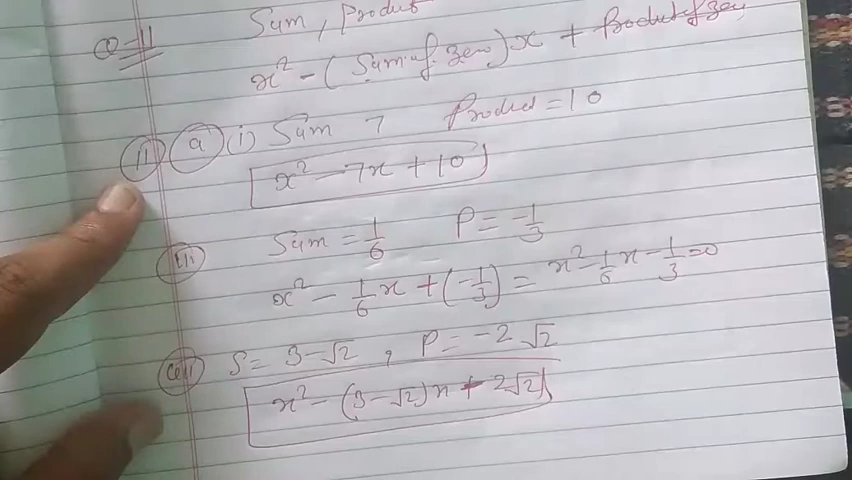 Q=11 Sum, Product
x² - (Sum of zero)x + Product of zero
11 a (i) Sum 7 Product = 10
x² - 7x + 10
iii Sum = 1/6 P = -1/3
x² - 1/6 x + (-1/3) = x² - 1/6 x - 1/3 = 0
S = 3-√2, P = -2√2
x² - (3-√2)x - 2√2